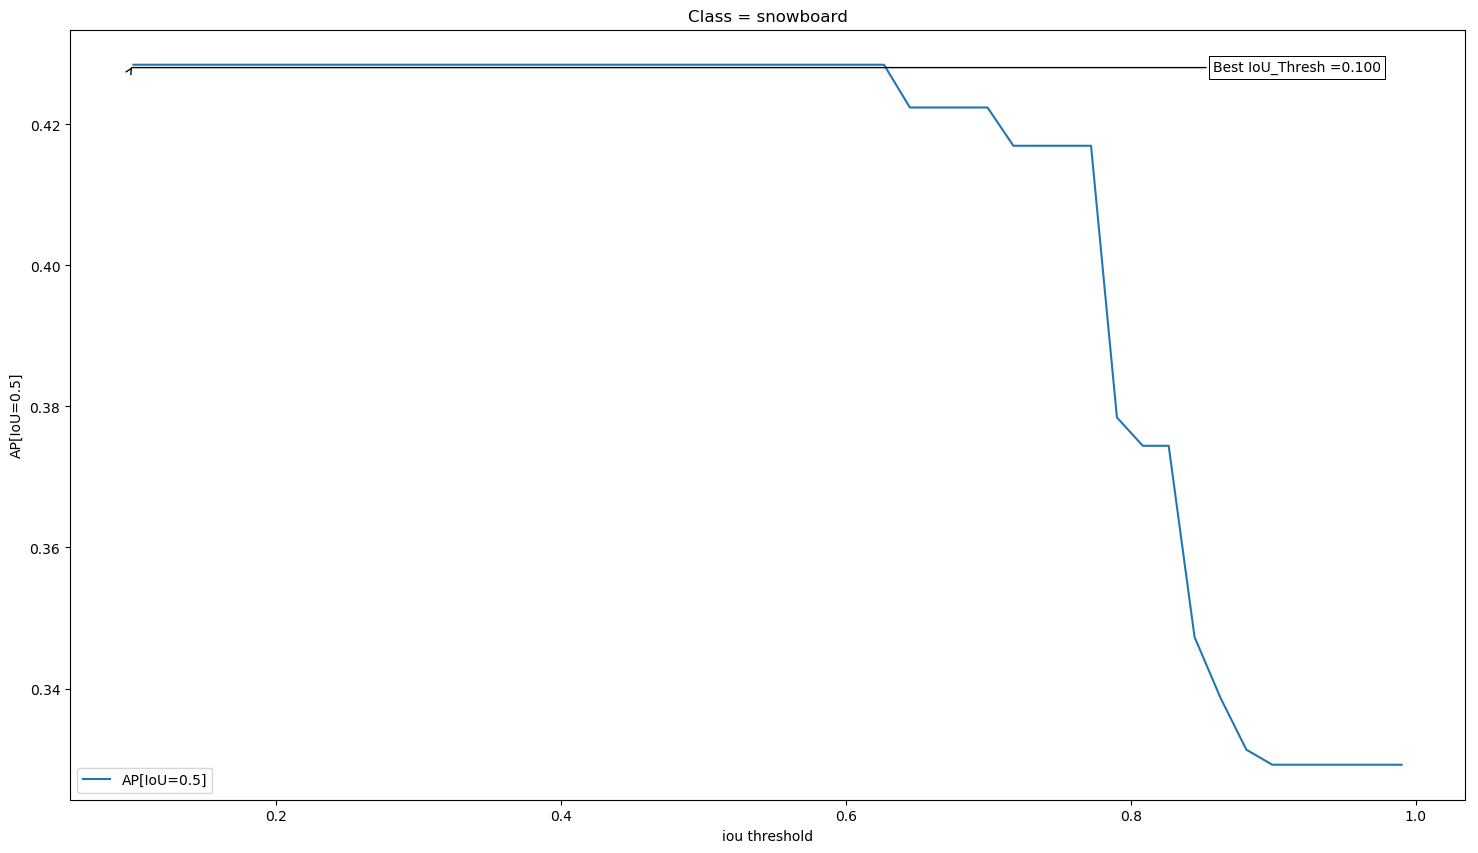 Class = snowboard
Best IoU_Thresh =0.100
AP[IoU=0.5]
0.42
0.40
0.38
0.36
0.34
AP[IoU=0.5]
0.2
0.4
0.6
0.8
1.0
iou threshold